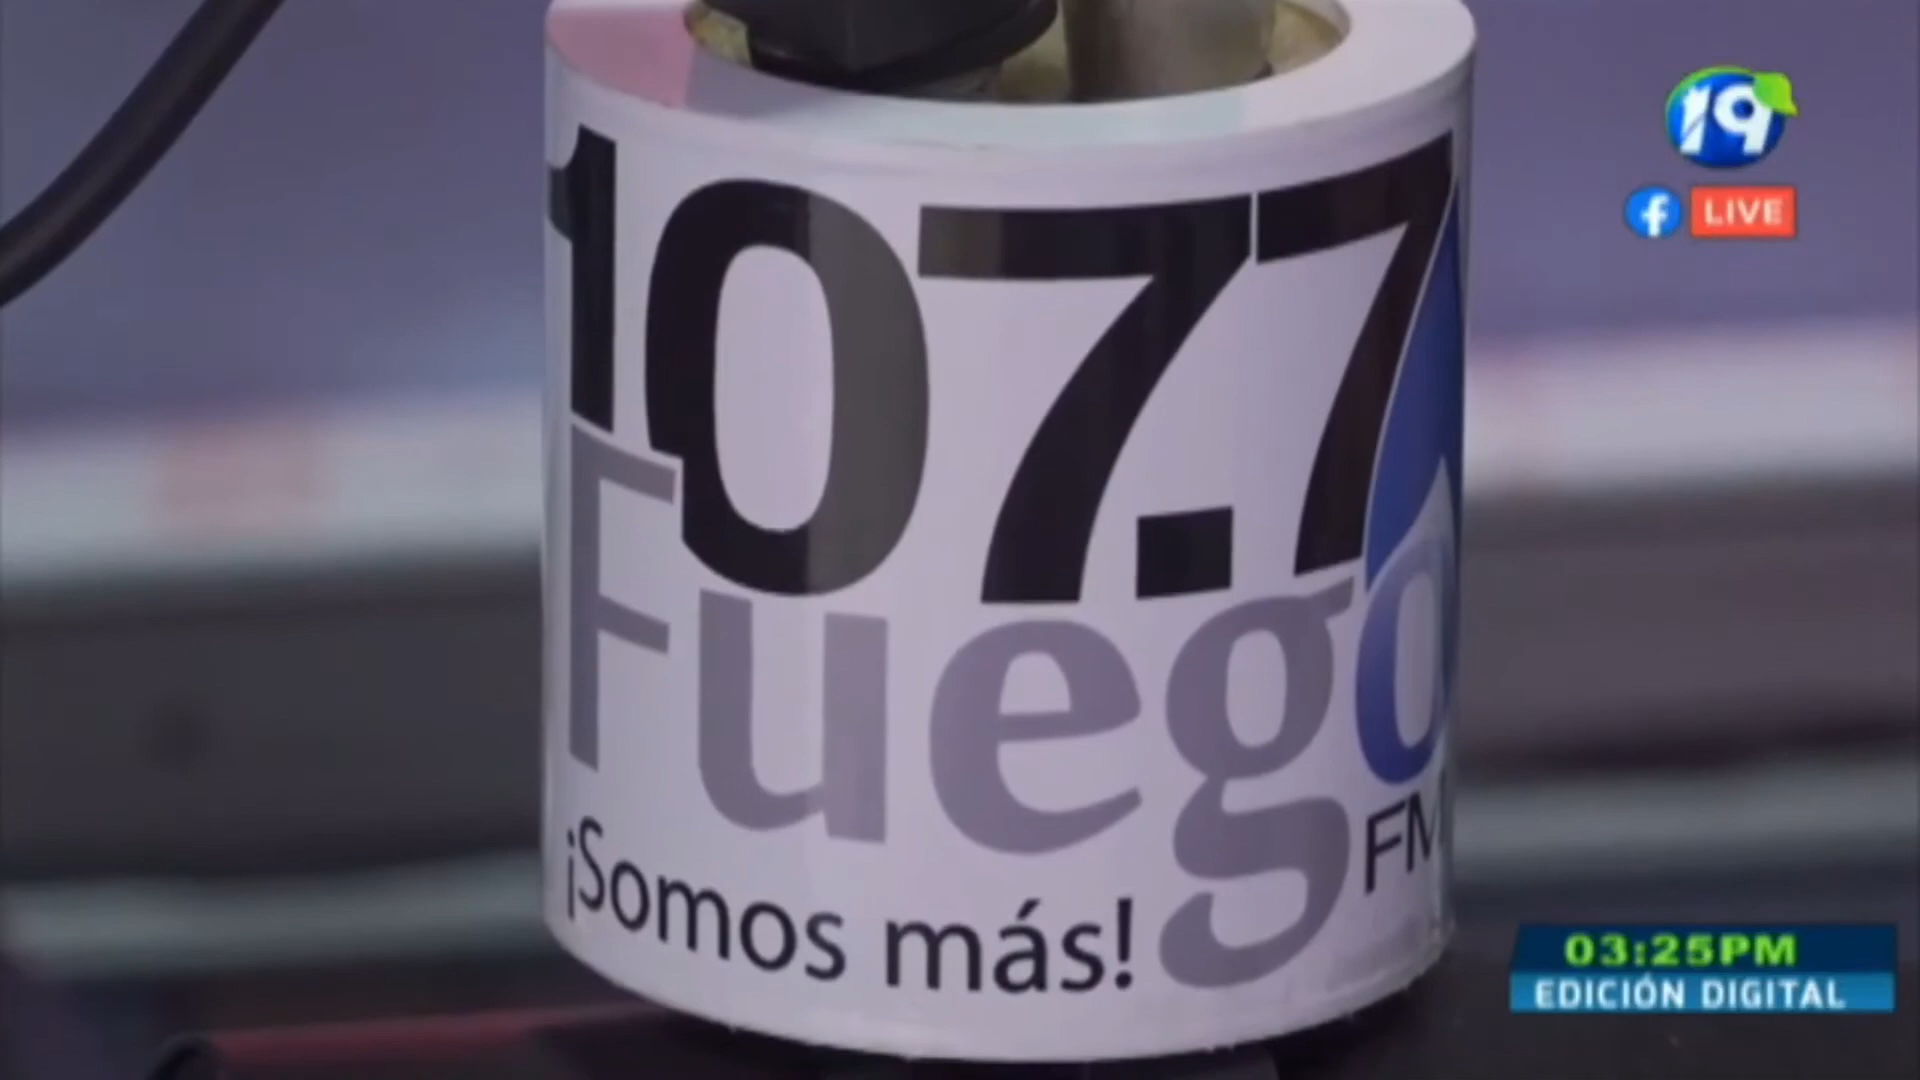 107.7
Fuego
FM
¡Somos más!
19
f LIVE
03:25PM
EDICIÓN DIGITAL